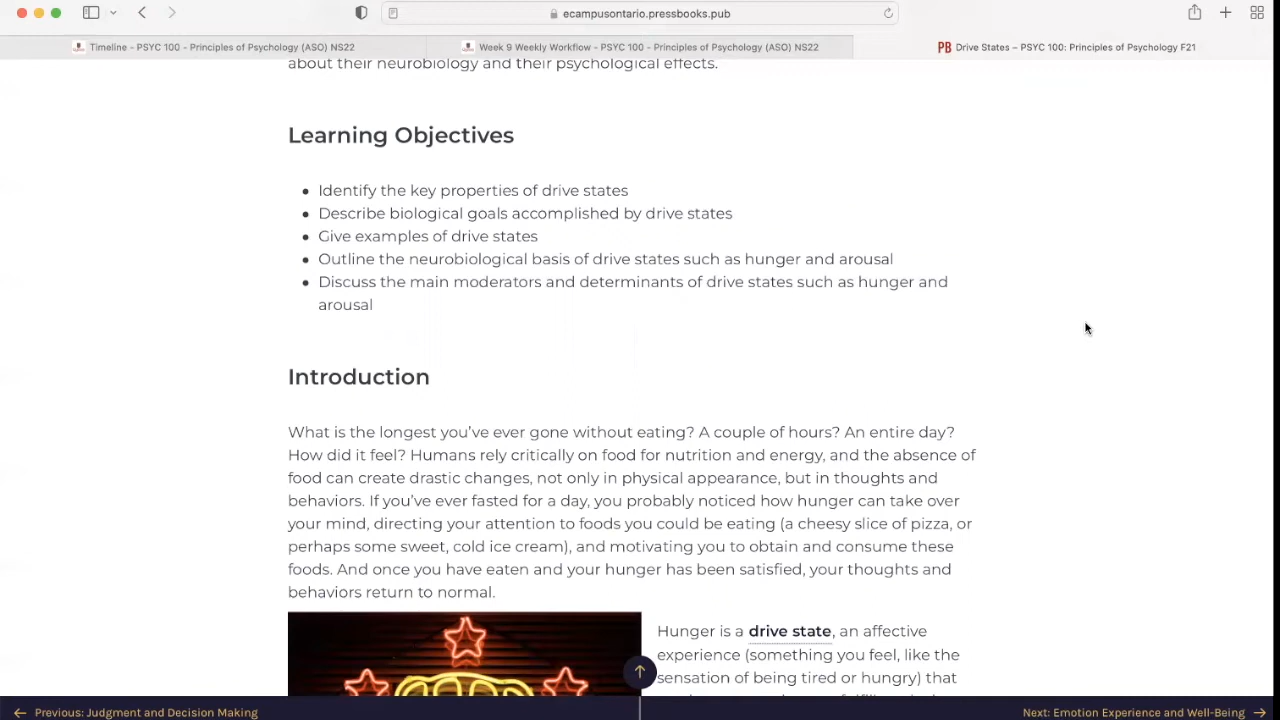 ecampusontario.pressbooks.pub
Timeline - PSYC 100 - Principles of Psychology (ASO) NS22
Week 9 Weekly Workflow - PSYC 100 - Principles of Psychology (ASO) NS22
PB Drive States – PSYC 100: Principles of Psychology F21
about their neurobiology and their psychological effects.
Learning Objectives
• Identify the key properties of drive states
• Describe biological goals accomplished by drive states
• Give examples of drive states
• Outline the neurobiological basis of drive states such as hunger and arousal
• Discuss the main moderators and determinants of drive states such as hunger and
arousal
Introduction
What is the longest you’ve ever gone without eating? A couple of hours? An entire day?
How did it feel? Humans rely critically on food for nutrition and energy, and the absence of
food can create drastic changes, not only in physical appearance, but in thoughts and
behaviors. If you’ve ever fasted for a day, you probably noticed how hunger can take over
your mind, directing your attention to foods you could be eating (a cheesy slice of pizza, or
perhaps some sweet, cold ice cream), and motivating you to obtain and consume these
foods. And once you have eaten and your hunger has been satisfied, your thoughts and
behaviors return to normal.
Hunger is a drive state, an affective
experience (something you feel, like the
sensation of being tired or hungry) that
← Previous: Judgment and Decision Making
Next: Emotion Experience and Well-Being →